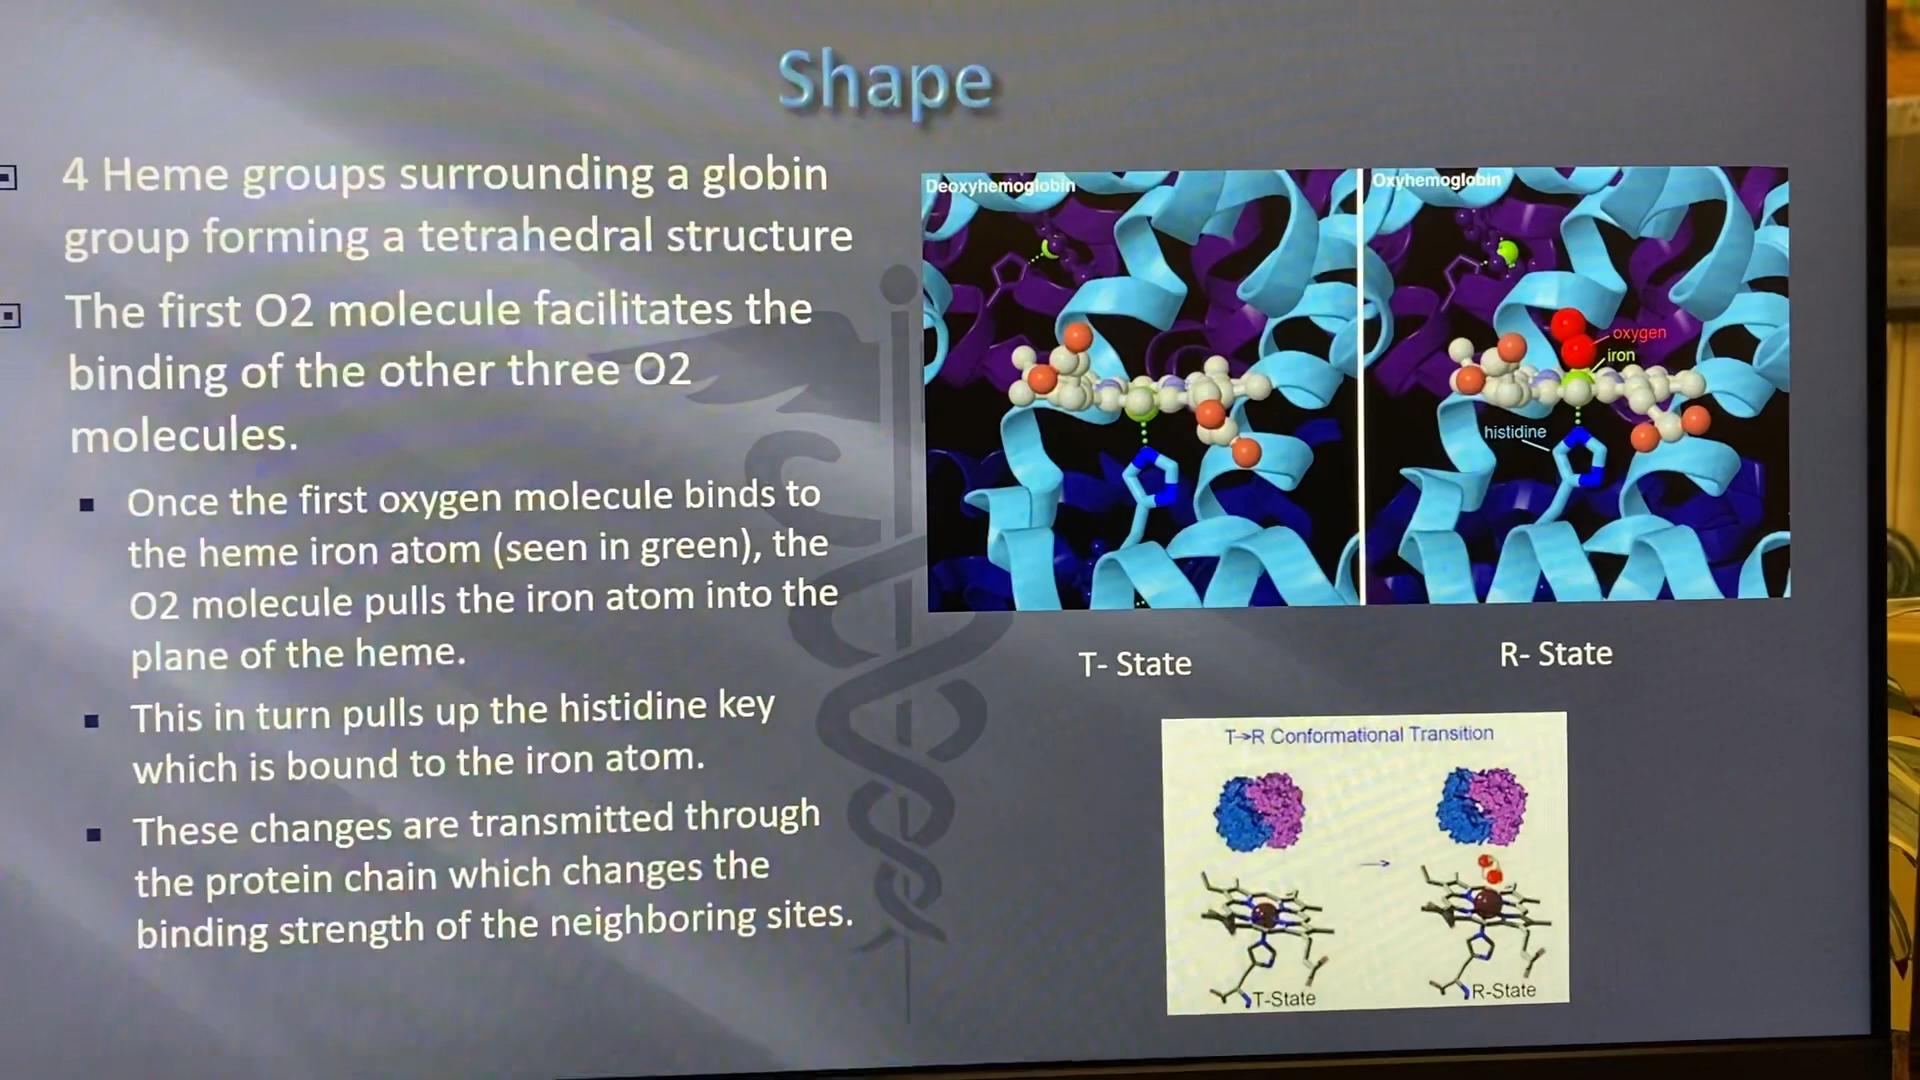 Shape
4 Heme groups surrounding a globin
group forming a tetrahedral structure
The first O2 molecule facilitates the
binding of the other three O2
molecules.
Once the first oxygen molecule binds to
the heme iron atom (seen in green), the
O2 molecule pulls the iron atom into the
plane of the heme.
This in turn pulls up the histidine key
which is bound to the iron atom.
These changes are transmitted through
the protein chain which changes the
binding strength of the neighboring sites.
Deoxyhemoglobin
Oxyhemoglobin
oxygen
iron
histidine
T- State
R- State
T→R Conformational Transition
T-State
R-State